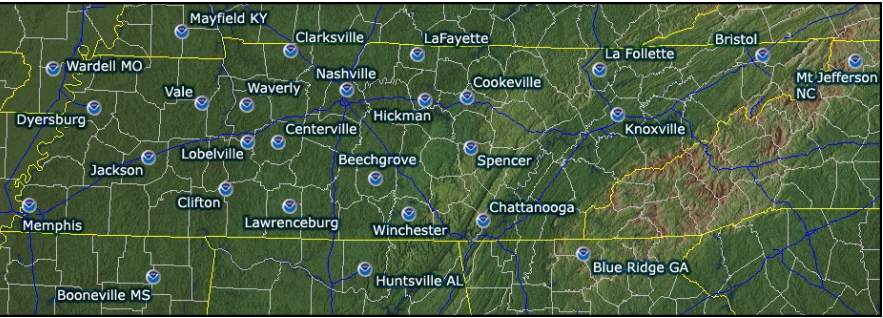 Mayfield KY
Clarksville
LaFayette
Bristol
La Follette
Wardell MO
Nashville
Mt Jefferson
NC
Vale
Waverly
Cookeville
Dyersburg
Hickman
Knoxville
Centerville
Lobelville
Beechgrove
Spencer
Jackson
Clifton
Chattanooga
Memphis
Lawrenceburg
Winchester
Blue Ridge GA
Huntsville AL
Booneville MS